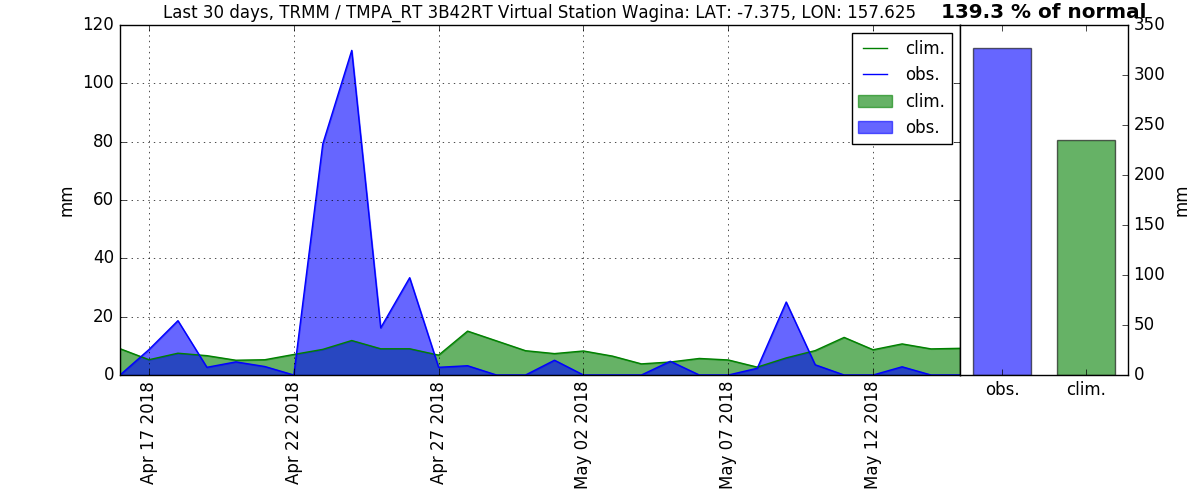 Last 30 days, TRMM / TMPA_RT 3B42RT Virtual Station Wagina: LAT: -7.375, LON: 157.625
139.3 % of normal
120
100
80
60
40
20
0
mm
clim.
obs.
clim.
obs.
Apr 17 2018
Apr 22 2018
Apr 27 2018
May 02 2018
May 07 2018
May 12 2018
350
300
250
200
150
100
50
0
mm
obs.
clim.